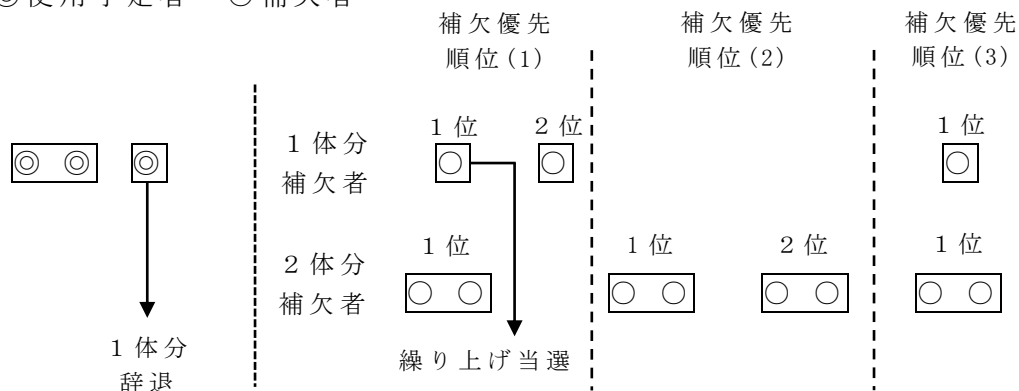 ◎使用予定者 ○補欠者
補欠優先
順位(1)
補欠優先
順位(2)
補欠優先
順位(3)
1体分
補欠者
1位
2位
1位
◎ ◎
◎
○
○
○
2体分
補欠者
1位
1位
2位
1位
○ ○
○ ○
○ ○
○ ○
1体分
辞退
繰り上げ当選